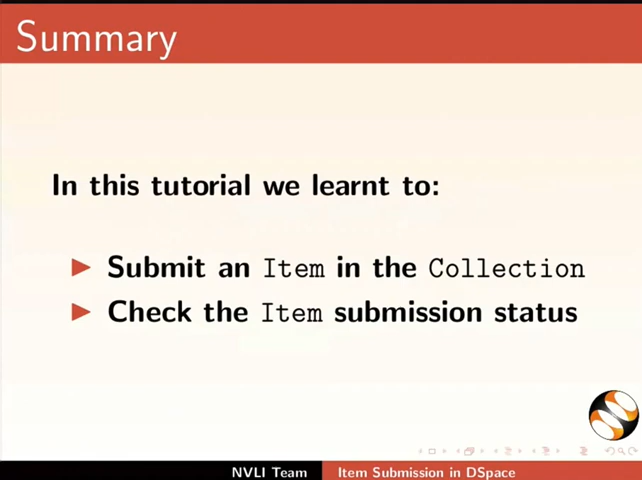 Summary
In this tutorial we learnt to:
Submit an Item in the Collection
Check the Item submission status
NVLI Team Item Submission in DSpace